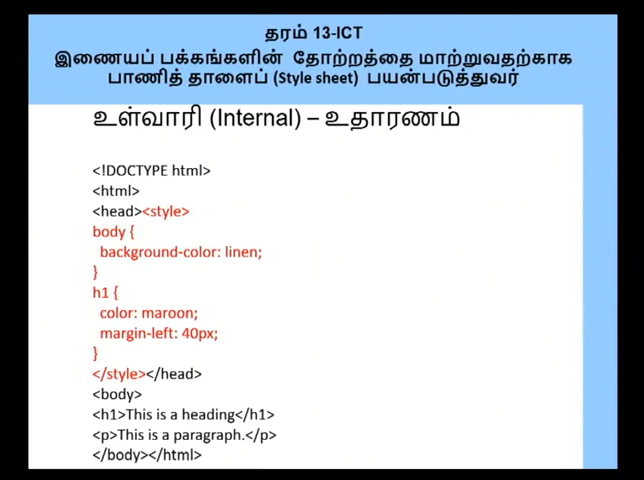 தரம் 13-ICT
இணையப் பக்கங்களின் தோற்றத்தை மாற்றுவதற்காக
பாணித் தாளைப் (Style sheet) பயன்படுத்துவர்
உள்வாரி (Internal) – உதாரணம்
<!DOCTYPE html>
<html>
<head><style>
body {
background-color: linen;
}
h1 {
color: maroon;
margin-left: 40px;
}
</style></head>
<body>
<h1>This is a heading</h1>
<p>This is a paragraph.</p>
</body></html>